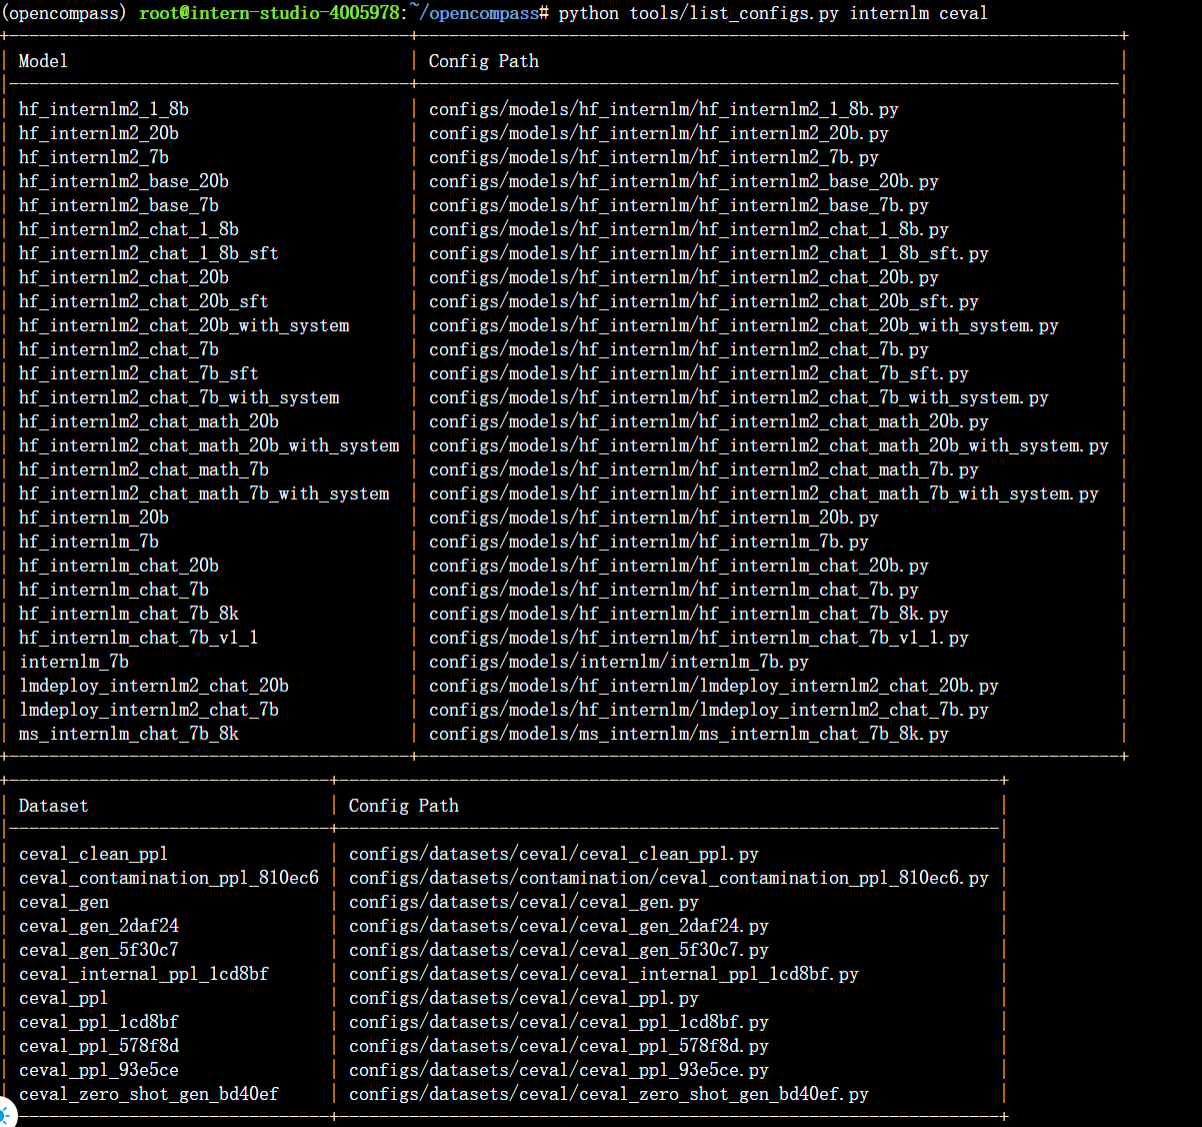 (opencompass) root@intern-studio-4005978:~/opencompass# python tools/list_configs.py internlm ceval
Model | Config Path
hf_internlm2_1_8b | configs/models/hf_internlm/hf_internlm2_1_8b.py
hf_internlm2_20b | configs/models/hf_internlm/hf_internlm2_20b.py
hf_internlm2_7b | configs/models/hf_internlm/hf_internlm2_7b.py
hf_internlm2_base_20b | configs/models/hf_internlm/hf_internlm2_base_20b.py
hf_internlm2_base_7b | configs/models/hf_internlm/hf_internlm2_base_7b.py
hf_internlm2_chat_1_8b | configs/models/hf_internlm/hf_internlm2_chat_1_8b.py
hf_internlm2_chat_1_8b_sft | configs/models/hf_internlm/hf_internlm2_chat_1_8b_sft.py
hf_internlm2_chat_20b | configs/models/hf_internlm/hf_internlm2_chat_20b.py
hf_internlm2_chat_20b_sft | configs/models/hf_internlm/hf_internlm2_chat_20b_sft.py
hf_internlm2_chat_20b_with_system | configs/models/hf_internlm/hf_internlm2_chat_20b_with_system.py
hf_internlm2_chat_7b | configs/models/hf_internlm/hf_internlm2_chat_7b.py
hf_internlm2_chat_7b_sft | configs/models/hf_internlm/hf_internlm2_chat_7b_sft.py
hf_internlm2_chat_7b_with_system | configs/models/hf_internlm/hf_internlm2_chat_7b_with_system.py
hf_internlm2_chat_math_20b | configs/models/hf_internlm/hf_internlm2_chat_math_20b.py
hf_internlm2_chat_math_20b_with_system | configs/models/hf_internlm/hf_internlm2_chat_math_20b_with_system.py
hf_internlm2_chat_math_7b | configs/models/hf_internlm/hf_internlm2_chat_math_7b.py
hf_internlm2_chat_math_7b_with_system | configs/models/hf_internlm/hf_internlm2_chat_math_7b_with_system.py
hf_internlm_20b | configs/models/hf_internlm/hf_internlm_20b.py
hf_internlm_7b | configs/models/hf_internlm/hf_internlm_7b.py
hf_internlm_chat_20b | configs/models/hf_internlm/hf_internlm_chat_20b.py
hf_internlm_chat_7b | configs/models/hf_internlm/hf_internlm_chat_7b.py
hf_internlm_chat_7b_8k | configs/models/hf_internlm/hf_internlm_chat_7b_8k.py
hf_internlm_chat_7b_v1_1 | configs/models/hf_internlm/hf_internlm_chat_7b_v1_1.py
internlm_7b | configs/models/internlm/internlm_7b.py
lmdeploy_internlm2_chat_20b | configs/models/hf_internlm/lmdeploy_internlm2_chat_20b.py
lmdeploy_internlm2_chat_7b | configs/models/hf_internlm/lmdeploy_internlm2_chat_7b.py
ms_internlm_chat_7b_8k | configs/models/ms_internlm/ms_internlm_chat_7b_8k.py
Dataset | Config Path
ceval_clean_ppl | configs/datasets/ceval/ceval_clean_ppl.py
ceval_contamination_ppl_810ec6 | configs/datasets/contamination/ceval_contamination_ppl_810ec6.py
ceval_gen | configs/datasets/ceval/ceval_gen.py
ceval_gen_2daf24 | configs/datasets/ceval/ceval_gen_2daf24.py
ceval_gen_5f30c7 | configs/datasets/ceval/ceval_gen_5f30c7.py
ceval_internal_ppl_1cd8bf | configs/datasets/ceval/ceval_internal_ppl_1cd8bf.py
ceval_ppl | configs/datasets/ceval/ceval_ppl.py
ceval_ppl_1cd8bf | configs/datasets/ceval/ceval_ppl_1cd8bf.py
ceval_ppl_578f8d | configs/datasets/ceval/ceval_ppl_578f8d.py
ceval_ppl_93e5ce | configs/datasets/ceval/ceval_ppl_93e5ce.py
ceval_zero_shot_gen_bd40ef | configs/datasets/ceval/ceval_zero_shot_gen_bd40ef.py